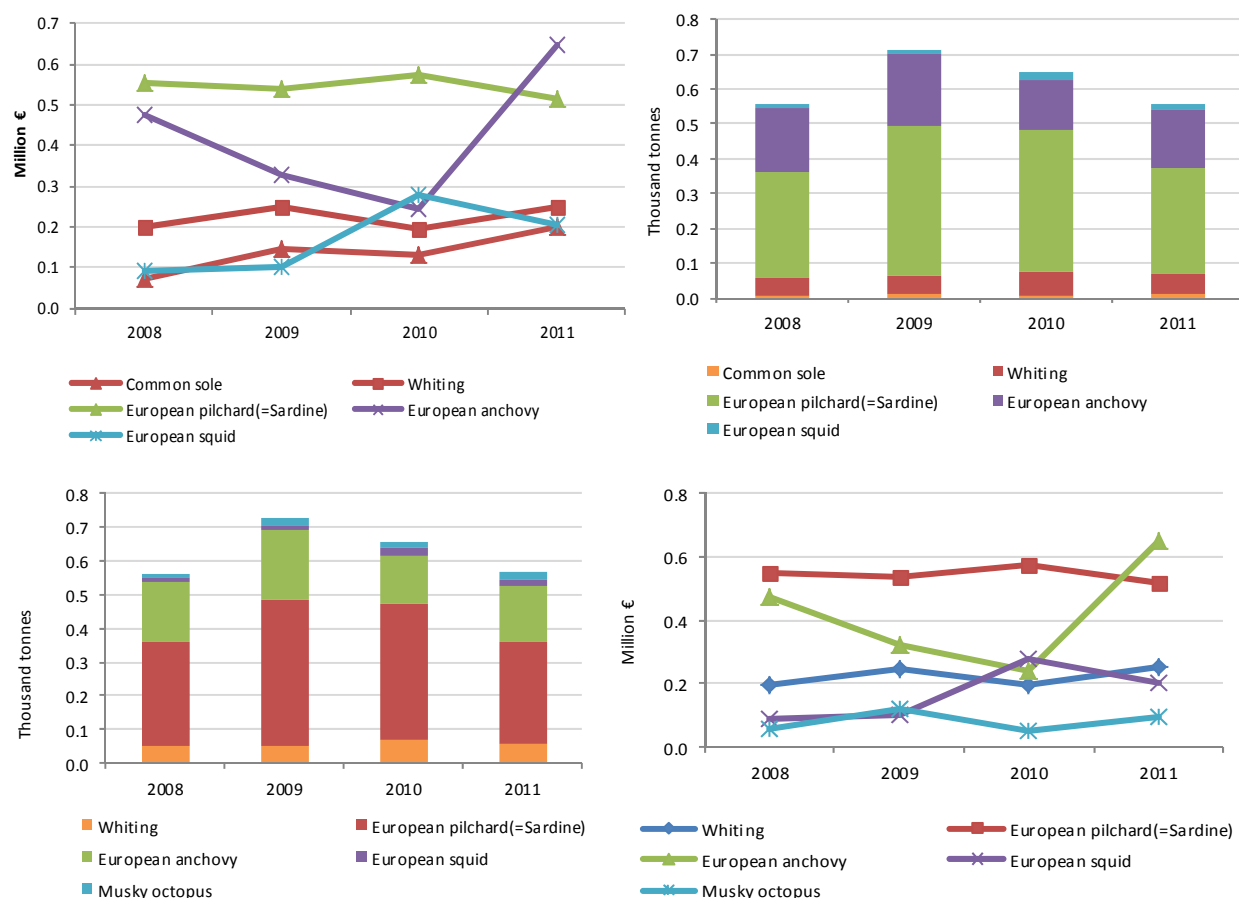 Million €
0.7
0.6
0.5
0.4
0.3
0.2
0.1
0.0
2008 2009 2010 2011
Common sole Whiting
European pilchard(=Sardine) European anchovy
European squid
Thousand tonnes
0.8
0.7
0.6
0.5
0.4
0.3
0.2
0.1
0.0
2008 2009 2010 2011
Common sole Whiting
European pilchard(=Sardine) European anchovy
European squid
Thousand tonnes
0.8
0.7
0.6
0.5
0.4
0.3
0.2
0.1
0.0
2008 2009 2010 2011
Whiting European pilchard(=Sardine)
European anchovy European squid
Musky octopus
Million €
0.8
0.6
0.4
0.2
0.0
2008 2009 2010 2011
Whiting European pilchard(=Sardine)
European anchovy European squid
Musky octopus